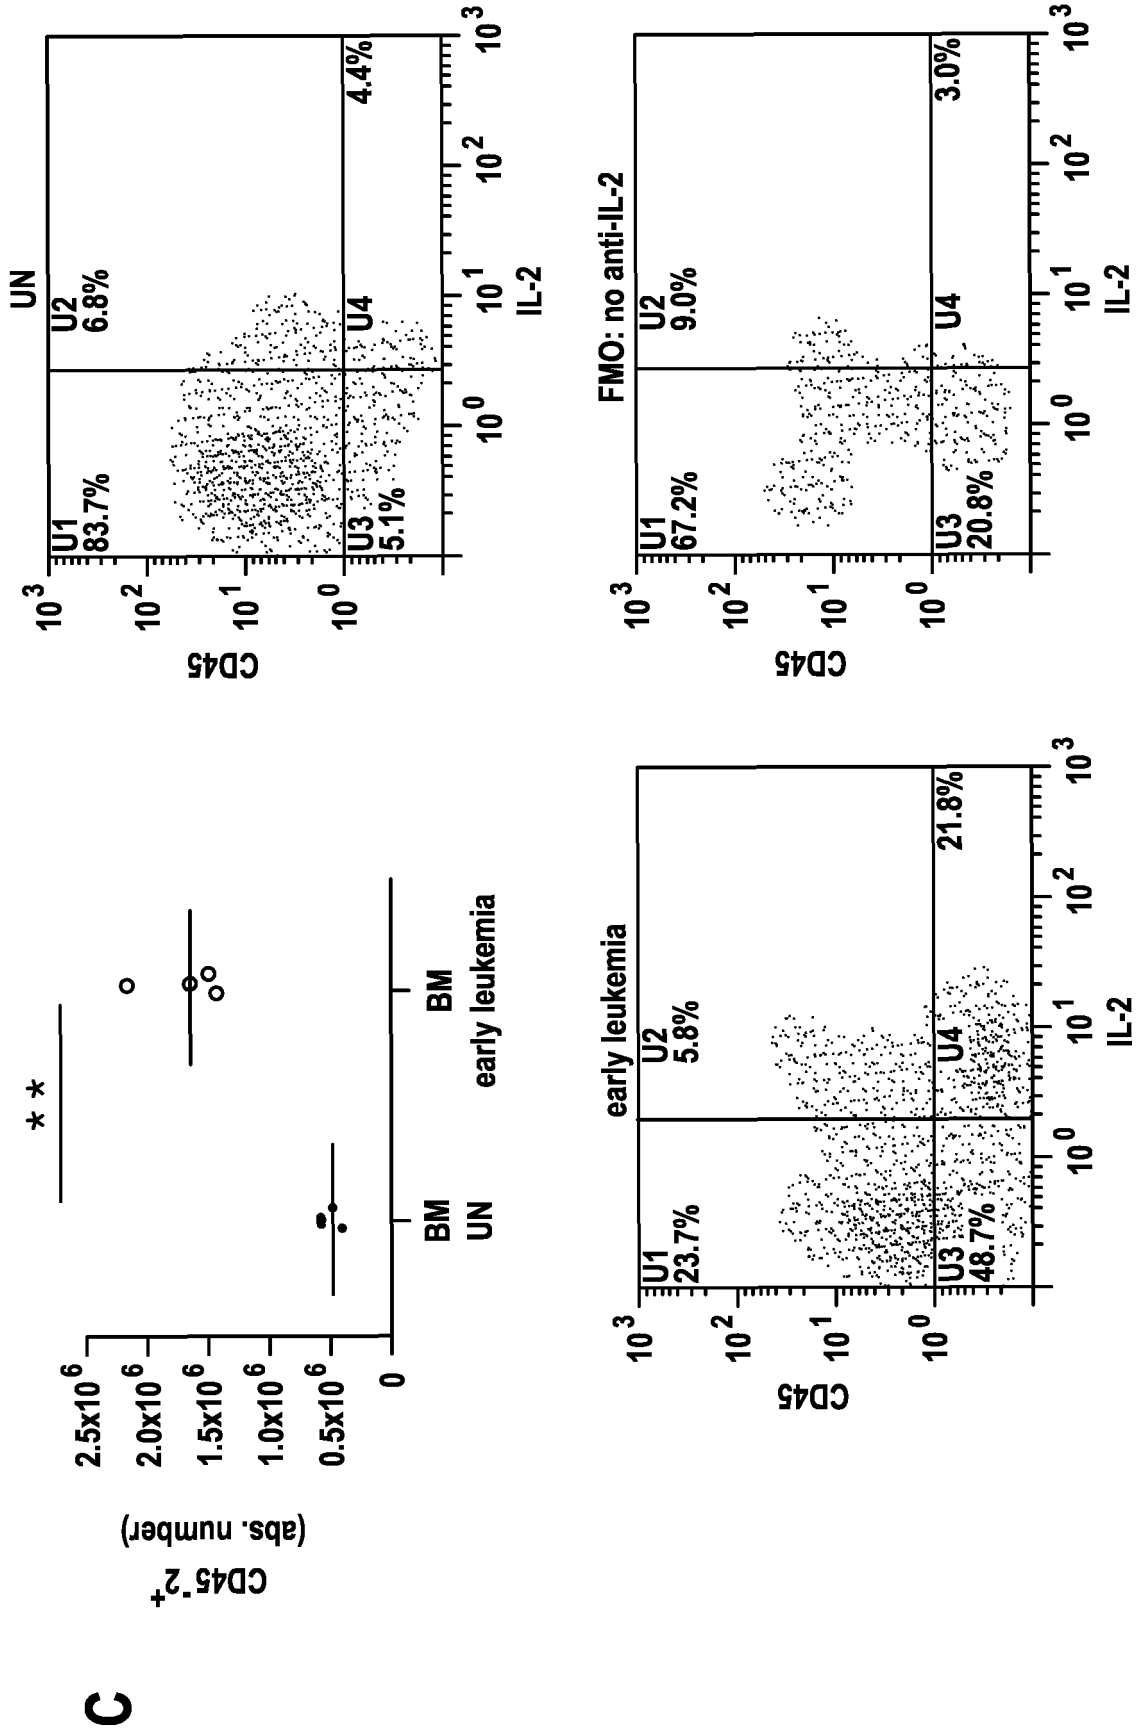 C
CD45⁻2⁺
(abs. number)
2.5x10⁶
2.0x10⁶
1.5x10⁶
1.0x10⁶
0.5x10⁶
0
**
BM
UN
BM
early leukemia
UN
CD45
10³
10²
10¹
10⁰
U1
83.7%
U2
6.8%
U3
5.1%
U4
4.4%
10⁰
10¹
10²
10³
IL-2
early leukemia
CD45
10³
10²
10¹
10⁰
U1
23.7%
U2
5.8%
U3
48.7%
U4
21.8%
10⁰
10¹
10²
10³
IL-2
FMO: no anti-IL-2
CD45
10³
10²
10¹
10⁰
U1
67.2%
U2
9.0%
U3
20.8%
U4
3.0%
10⁰
10¹
10²
10³
IL-2